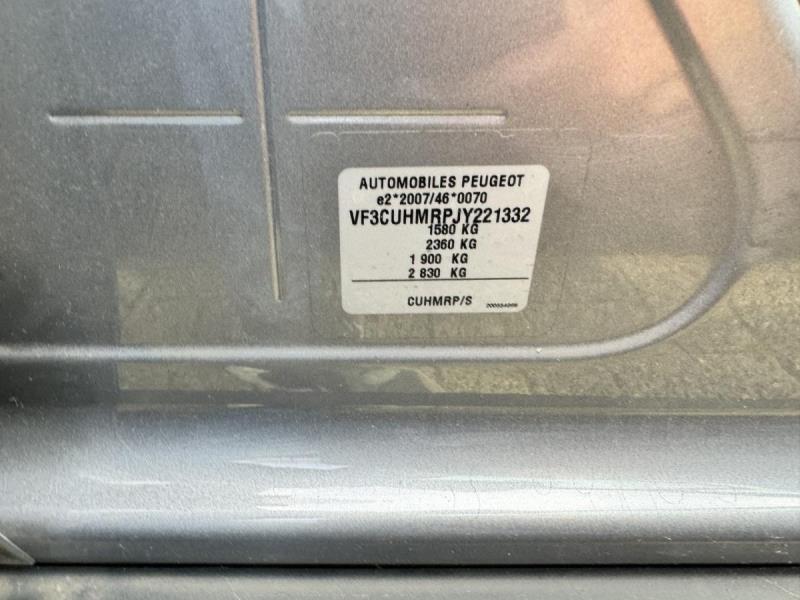 AUTOMOBILES PEUGEOT
e2*2007/46*0070
VF3CUHMRPJY221332
1580 KG
2360 KG
1 900 KG
2 830 KG
CUHMRP/S